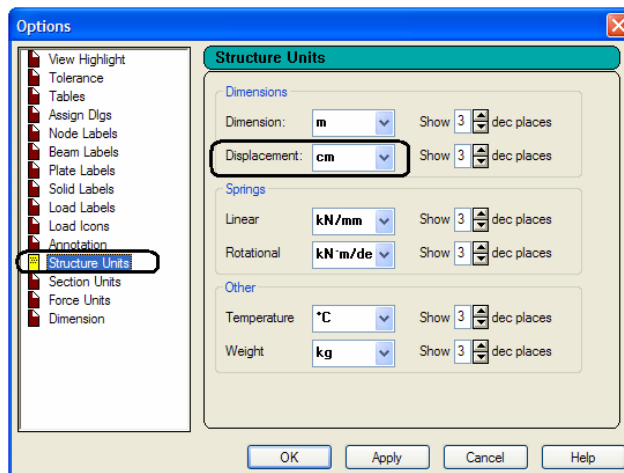 Options
View Highlight
Tolerance
Tables
Assign Dlgs
Node Labels
Beam Labels
Plate Labels
Solid Labels
Load Labels
Load Icons
Annotation
Structure Units
Section Units
Force Units
Dimension
Structure Units
Dimensions
Dimension: m Show 3 dec places
Displacement: cm Show 3 dec places
Springs
Linear kN/mm Show 3 dec places
Rotational kN-m/de Show 3 dec places
Other
Temperature °C Show 3 dec places
Weight kg Show 3 dec places
OK Apply Cancel Help